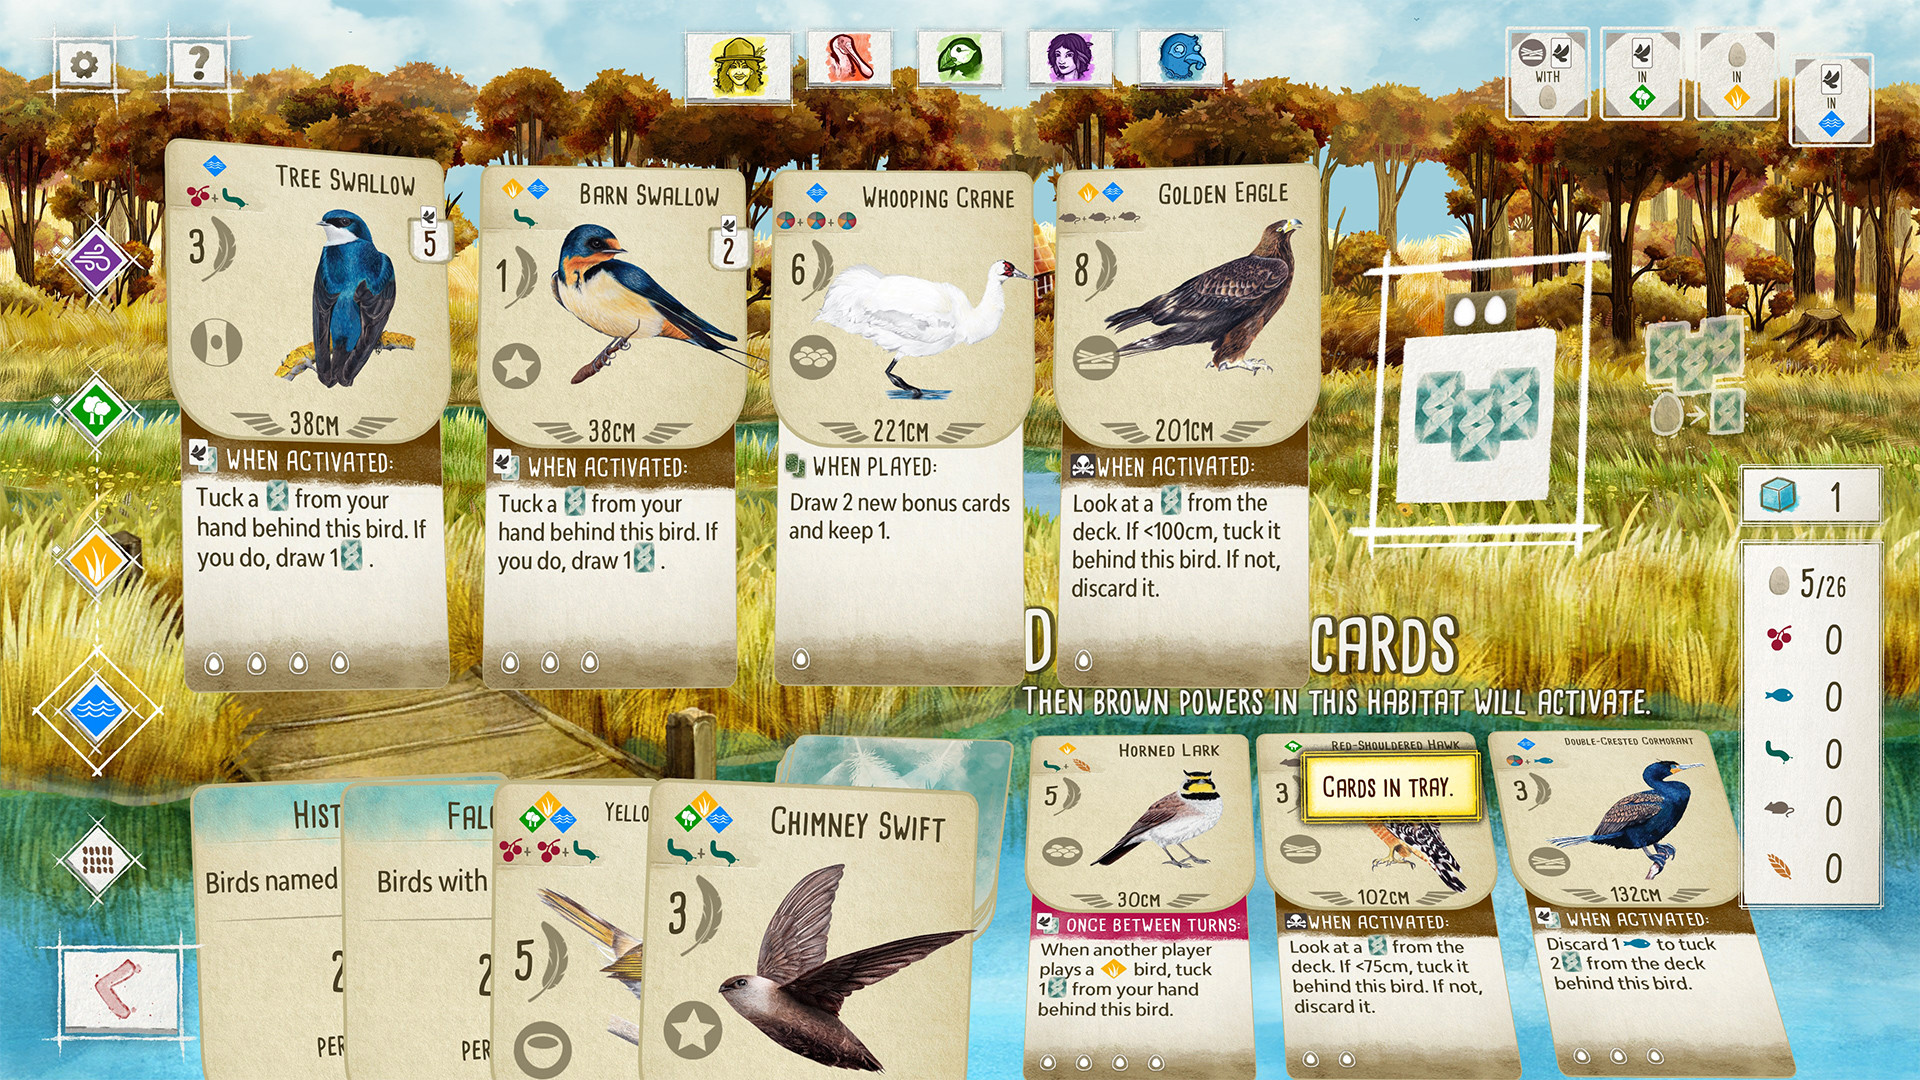 WITH
IN
IN
IN
TREE SWALLOW
3
5
38CM
WHEN ACTIVATED:
Tuck a from your
hand behind this bird. If
you do, draw 1 .
BARN SWALLOW
1
2
38CM
WHEN ACTIVATED:
Tuck a from your
hand behind this bird. If
you do, draw 1 .
WHOOPING CRANE
6
221CM
WHEN PLAYED:
Draw 2 new bonus cards
and keep 1.
GOLDEN EAGLE
8
201CM
WHEN ACTIVATED:
Look at a from the
deck. If <100cm, tuck it
behind this bird. If not,
discard it.
1
5/26
0
0
0
0
0
D CARDS
THEN BROWN POWERS IN THIS HABITAT WILL ACTIVATE.
HIST
Birds named
2
PER
FALC
Birds with
2
PER
YELLO
5
CHIMNEY SWIFT
3
HORNED LARK
5
30CM
ONCE BETWEEN TURNS:
When another player
plays a bird, tuck
1 from your hand
behind this bird.
RED-SHOULDERED HAWK
3
CARDS IN TRAY.
102CM
WHEN ACTIVATED:
Look at a from the
deck. If <75cm, tuck it
behind this bird. If not,
discard it.
DOUBLE-CRESTED CORMORANT
3
132CM
WHEN ACTIVATED:
Discard 1 to tuck
2 from the deck
behind this bird.